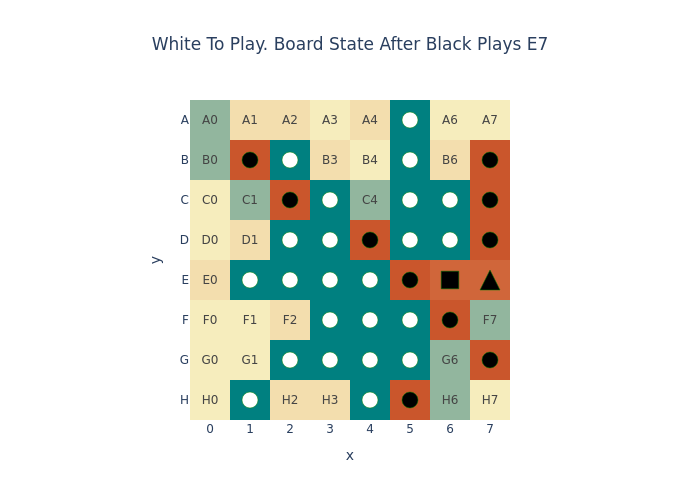 White To Play. Board State After Black Plays E7
A A0 A1 A2 A3 A4 A6 A7
B B0 B3 B4 B6
C C0 C1 C4
D D0 D1
y
E E0
F F0 F1 F2 F7
G G0 G1 G6
H H0 H2 H3 H6 H7
0 1 2 3 4 5 6 7
x